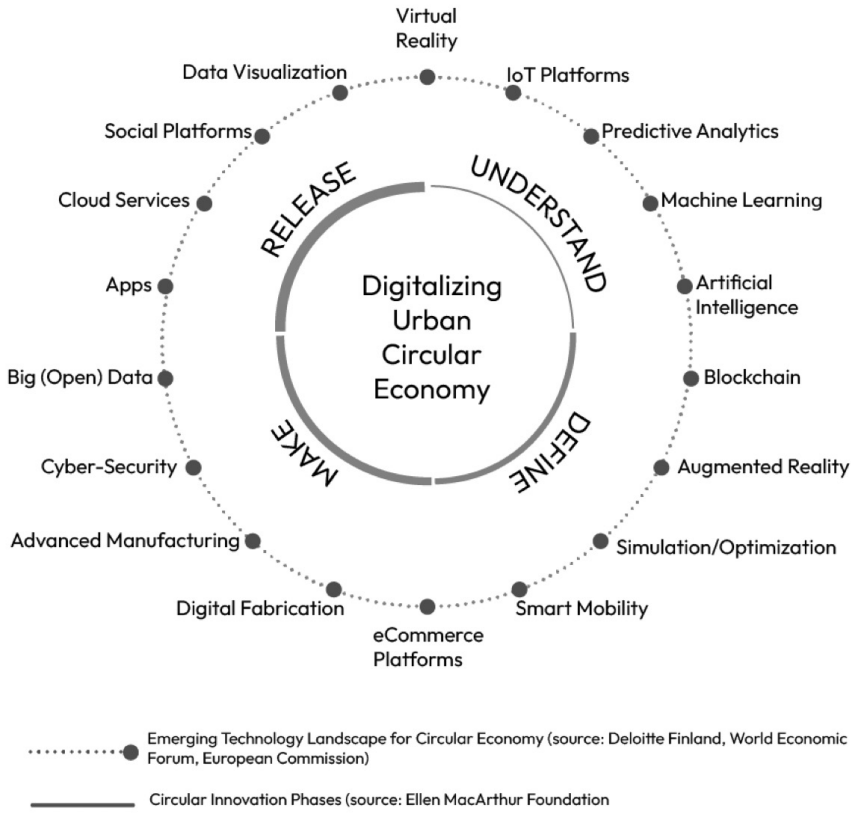 Virtual
Reality
Data Visualization
IoT Platforms
Social Platforms
Predictive Analytics
Cloud Services
Machine Learning
RELEASE
UNDERSTAND
Apps
Artificial
Intelligence
Digitalizing
Urban
Circular
Economy
Big (Open) Data
Blockchain
MAKE
DEFINE
Cyber-Security
Augmented Reality
Advanced Manufacturing
Simulation/Optimization
Digital Fabrication
Smart Mobility
eCommerce
Platforms
Emerging Technology Landscape for Circular Economy (source: Deloitte Finland, World Economic
Forum, European Commission)
Circular Innovation Phases (source: Ellen MacArthur Foundation